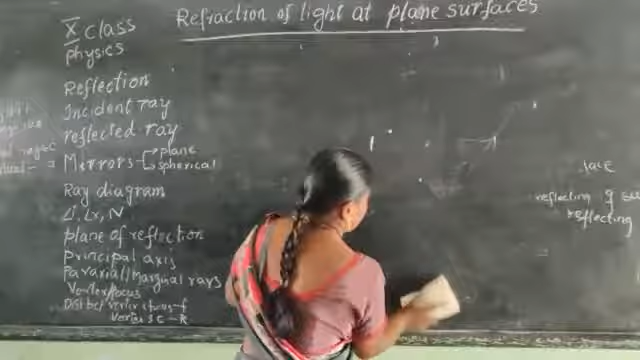 Refraction of light at plane surfaces
X class
physics
Reflection
Incident ray
reflected ray
Mirrors plane
spherical
Ray diagram
∠i, ∠r, N
plane of reflection
principal axis
Paraxial/Marginal rays
Vertex/focus
focus - f
C - R
face
reflecting
reflecting